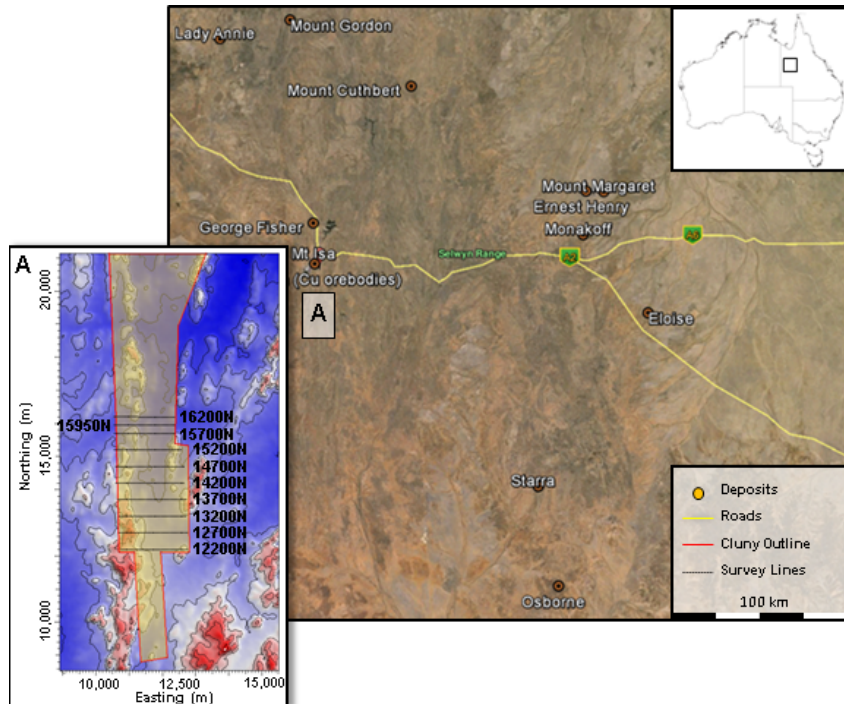 Mount Gordon
Lady Annie
Mount Cuthbert
Mount Margaret
Ernest Henry
Monakoff
George Fisher
Mt Isa
(Cu orebodies)
Selwyn Range
A6
A
Eloise
Starra
Osborne
Deposits
Roads
Cluny Outline
Survey Lines
100 km
A
20,000
15,000
10,000
Northing (m)
16200N
15950N
15700N
15200N
14700N
14200N
13700N
13200N
12700N
12200N
10,000 12,500 15,000
Easting (m)